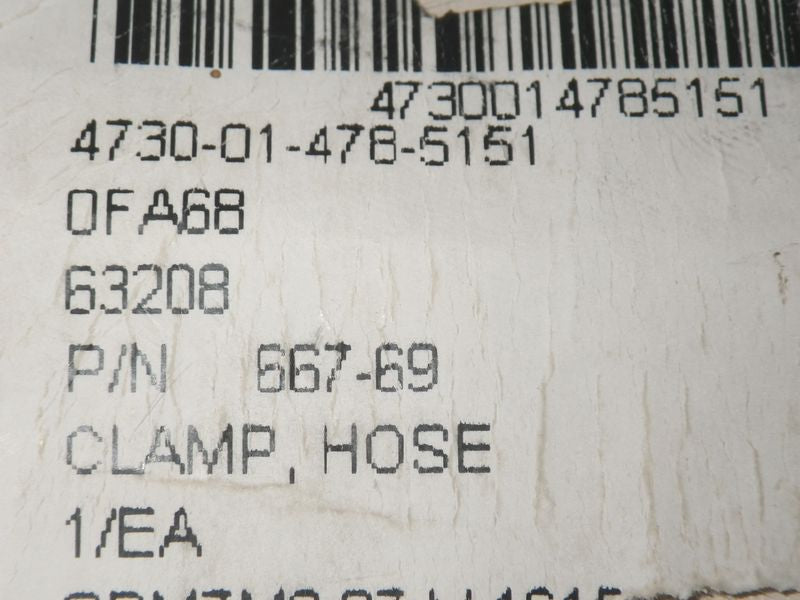 4730014785151
4730-01-478-5151
0FA68
63208
P/N 667-69
CLAMP, HOSE
1/EA